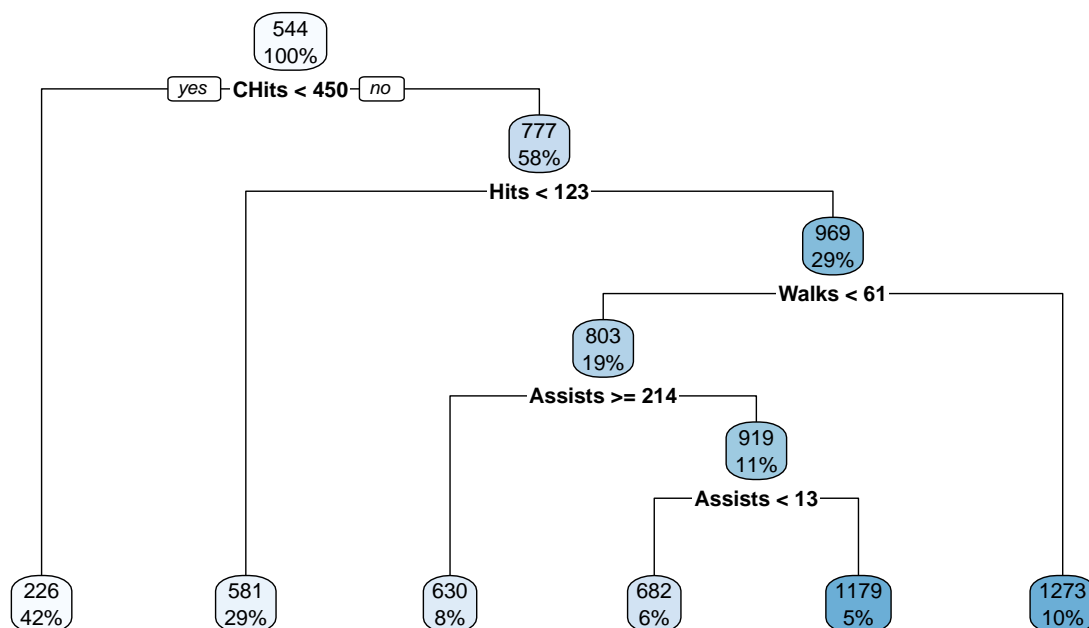 544
100%
yes CHits < 450 no
777
58%
Hits < 123
969
29%
Walks < 61
803
19%
Assists >= 214
919
11%
Assists < 13
226 581 630 682 1179 1273
42% 29% 8% 6% 5% 10%